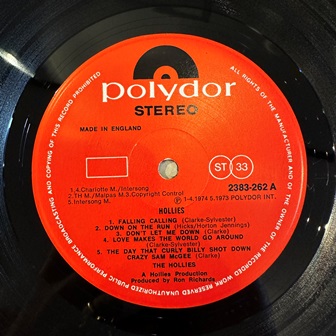 polydor
STEREO
MADE IN ENGLAND
ST 33
2383-262 A
1,4. Charlotte M./Intersong
2.TH M./Malpas M.3.Copyright Control
5.Intersong M.
Ⓟ 1-4.1974 5.1973 POLYDOR INT.
HOLLIES
1. FALLING CALLING (Clarke-Sylvester)
2. DOWN ON THE RUN (Hicks/Horton Jennings)
3. DON'T LET ME DOWN (Clarke)
4. LOVE MAKES THE WORLD GO AROUND
(Clarke-Sylvester)
5. THE DAY THAT CURLY BILLY SHOT DOWN
CRAZY SAM McGEE (Clarke)
THE HOLLIES
A Hollies Production
Produced by Ron Richards
ALL RIGHTS OF THE MANUFACTURER AND OF THE OWNER OF THE RECORDED WORK RESERVED UNAUTHORIZED PUBLIC PERFORMANCE BROADCASTING AND COPYING OF THIS RECORD PROHIBITED